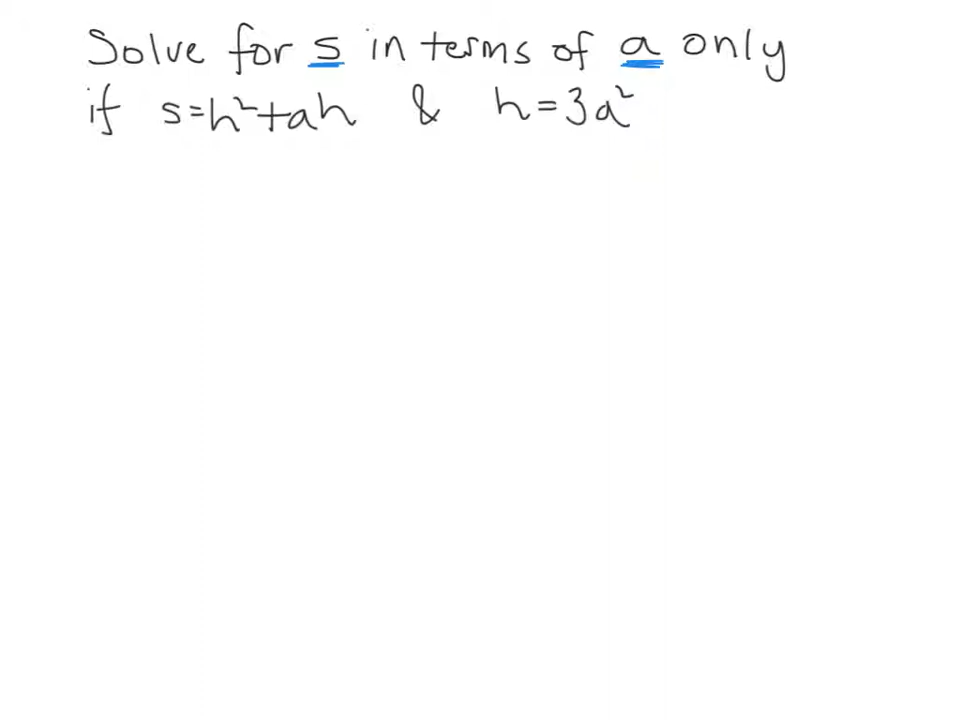 Solve for s in terms of a only
if s=h²+ah & h=3a²